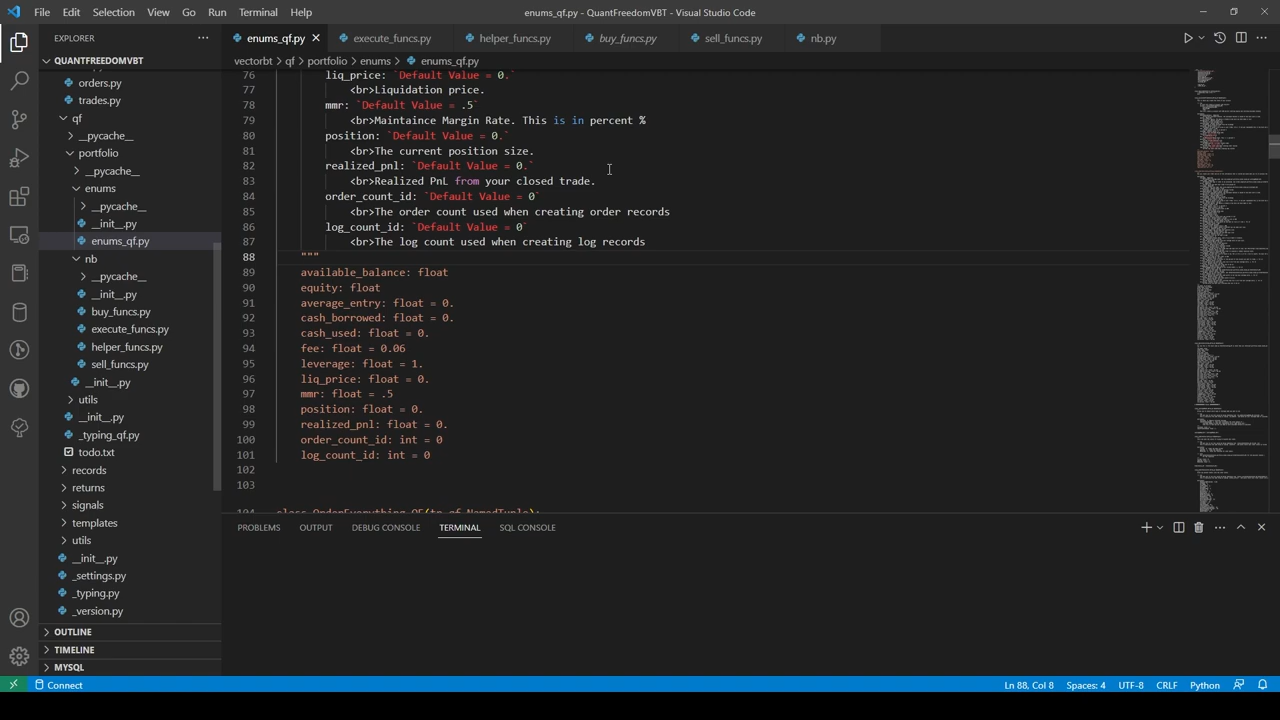 File Edit Selection View Go Run Terminal Help
enums_qf.py - QuantFreedomVBT - Visual Studio Code
EXPLORER
QUANTFREEDOMVBT
orders.py
trades.py
qf
__pycache__
portfolio
__pycache__
enums
__pycache__
__init__.py
enums_qf.py
nb
__pycache__
__init__.py
buy_funcs.py
execute_funcs.py
helper_funcs.py
sell_funcs.py
__init__.py
utils
__init__.py
_typing_qf.py
todo.txt
records
returns
signals
templates
utils
__init__.py
_settings.py
_typing.py
_version.py
OUTLINE
TIMELINE
MYSQL
enums_qf.py execute_funcs.py helper_funcs.py buy_funcs.py sell_funcs.py nb.py
vectorbt > qf > portfolio > enums > enums_qf.py
76 liq_price: `Default Value = 0.`
77 <br>Liquidation price.
78 mmr: `Default Value = .5`
79 <br>Maintaince Margin Rate. This is in percent %
80 position: `Default Value = 0.`
81 <br>The current position size.
82 realized_pnl: `Default Value = 0.`
83 <br>Realized PnL from your closed trade.
84 order_count_id: `Default Value = 0`
85 <br>The order count used when creating order records
86 log_count_id: `Default Value = 0`
87 <br>The log count used when creating log records
88 """
89 available_balance: float
90 equity: float
91 average_entry: float = 0.
92 cash_borrowed: float = 0.
93 cash_used: float = 0.
94 fee: float = 0.06
95 leverage: float = 1.
96 liq_price: float = 0.
97 mmr: float = .5
98 position: float = 0.
99 realized_pnl: float = 0.
100 order_count_id: int = 0
101 log_count_id: int = 0
102
103
104 class OrderEverything_QF(tp_qf.NamedTuple):
PROBLEMS OUTPUT DEBUG CONSOLE TERMINAL SQL CONSOLE
Connect
Ln 88, Col 8 Spaces: 4 UTF-8 CRLF Python